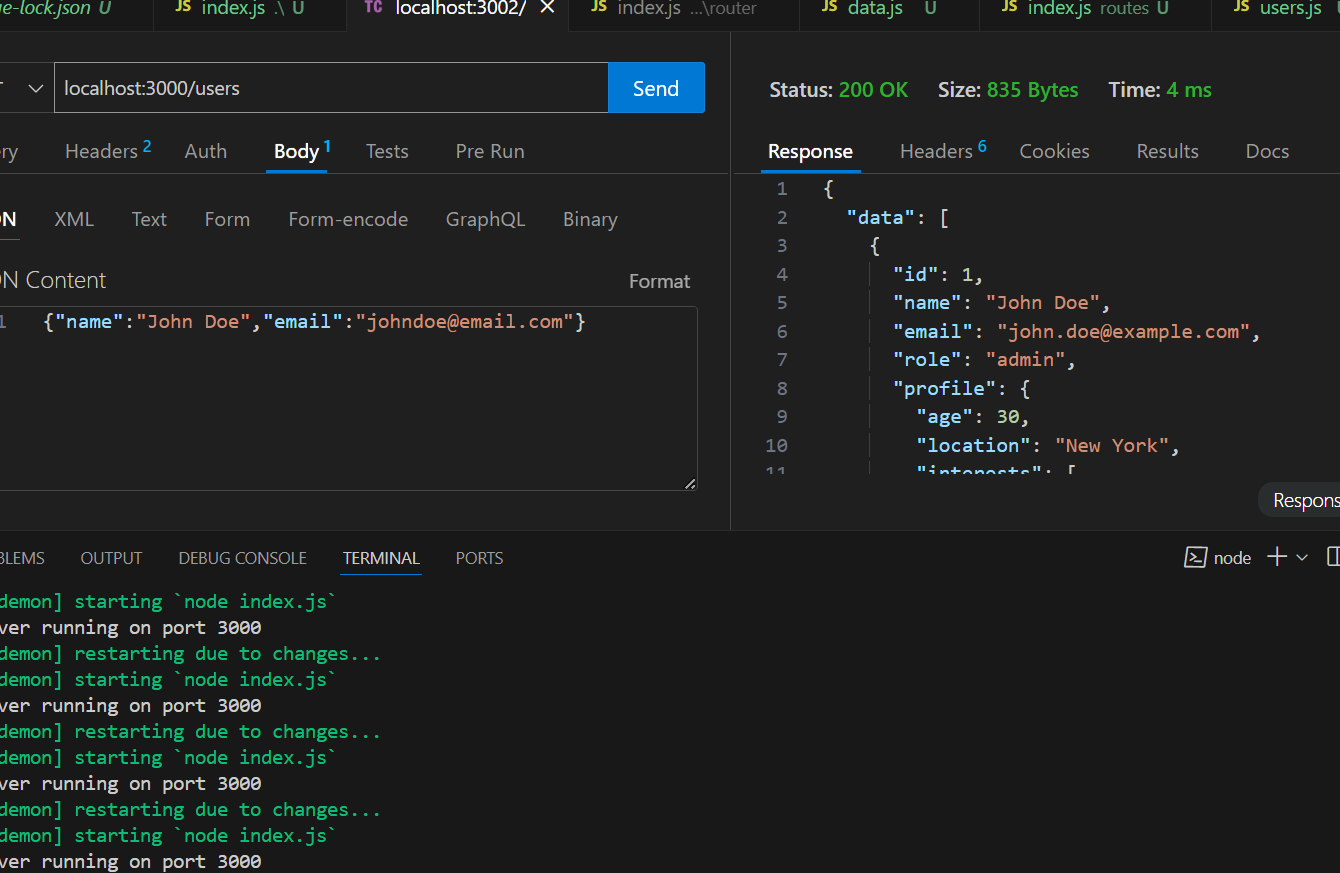 e-lock.json U JS index.js .\ U TC localhost:3002/ × JS index.js ...\router JS data.js U JS index.js routes U JS users.js
localhost:3000/users Send
Status: 200 OK Size: 835 Bytes Time: 4 ms
ry Headers 2 Auth Body 1 Tests Pre Run
Response Headers 6 Cookies Results Docs
ON XML Text Form Form-encode GraphQL Binary
ON Content Format
1 {"name":"John Doe","email":"johndoe@email.com"}
1 {
2 "data": [
3 {
4 "id": 1,
5 "name": "John Doe",
6 "email": "john.doe@example.com",
7 "role": "admin",
8 "profile": {
9 "age": 30,
10 "location": "New York",
11 "interests": [
Respons
BLEMS OUTPUT DEBUG CONSOLE TERMINAL PORTS
node
demon] starting `node index.js`
ver running on port 3000
demon] restarting due to changes...
demon] starting `node index.js`
ver running on port 3000
demon] restarting due to changes...
demon] starting `node index.js`
ver running on port 3000
demon] restarting due to changes...
demon] starting `node index.js`
ver running on port 3000